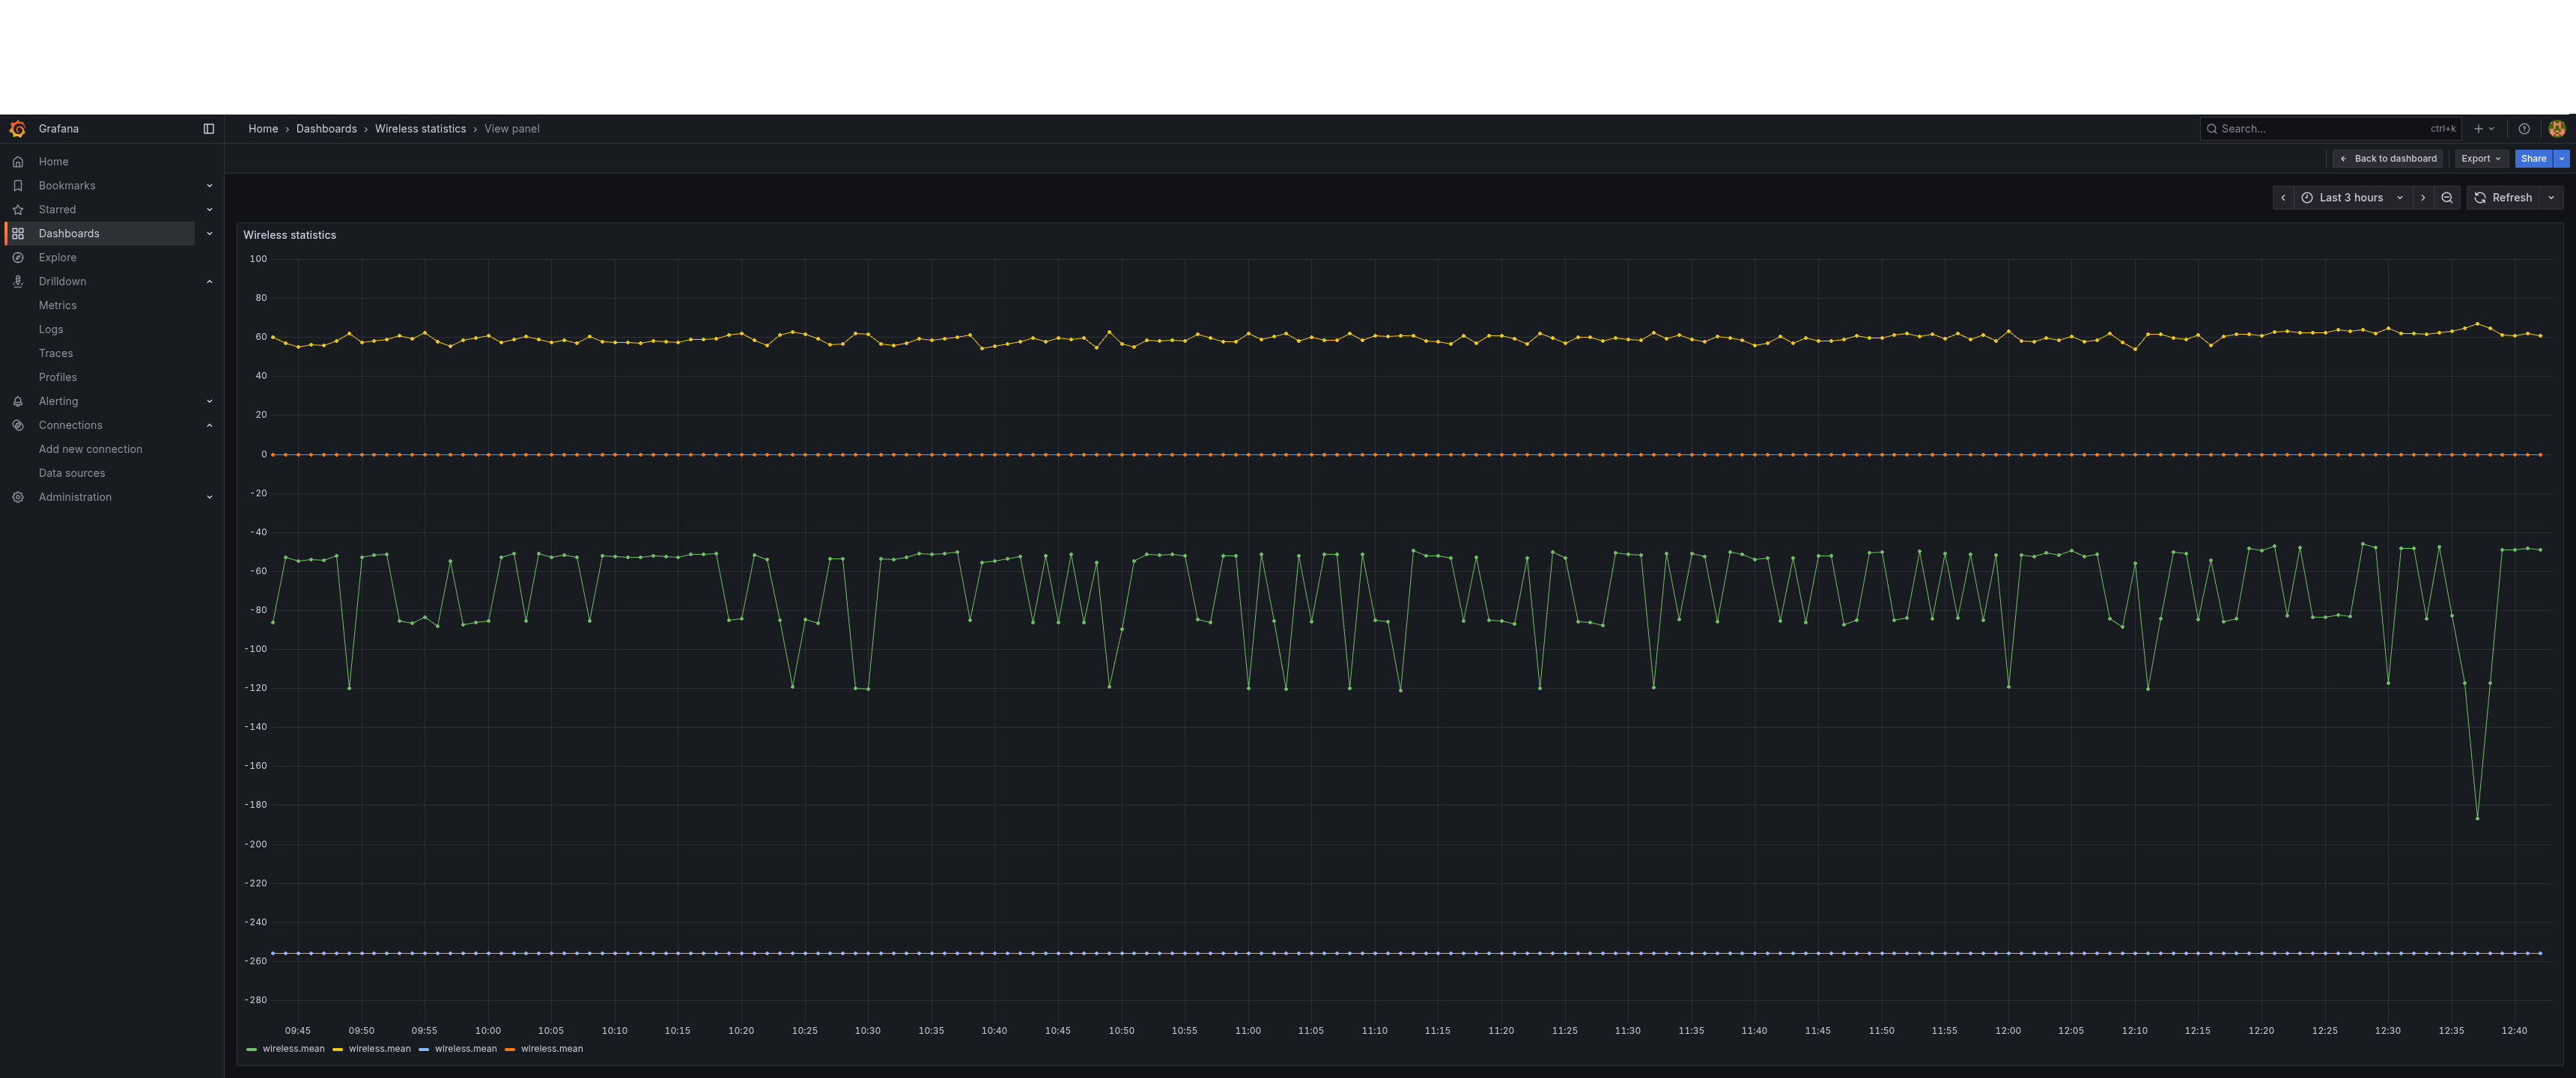 Grafana
Home › Dashboards › Wireless statistics › View panel
Search... ctrl+k
Home
Bookmarks
Starred
Dashboards
Explore
Drilldown
Metrics
Logs
Traces
Profiles
Alerting
Connections
Add new connection
Data sources
Administration
Back to dashboard Export Share
Last 3 hours Refresh
Wireless statistics
100
80
60
40
20
0
-20
-40
-60
-80
-100
-120
-140
-160
-180
-200
-220
-240
-260
-280
09:45 09:50 09:55 10:00 10:05 10:10 10:15 10:20 10:25 10:30 10:35 10:40 10:45 10:50 10:55 11:00 11:05 11:10 11:15 11:20 11:25 11:30 11:35 11:40 11:45 11:50 11:55 12:00 12:05 12:10 12:15 12:20 12:25 12:30 12:35 12:40
wireless.mean wireless.mean wireless.mean wireless.mean